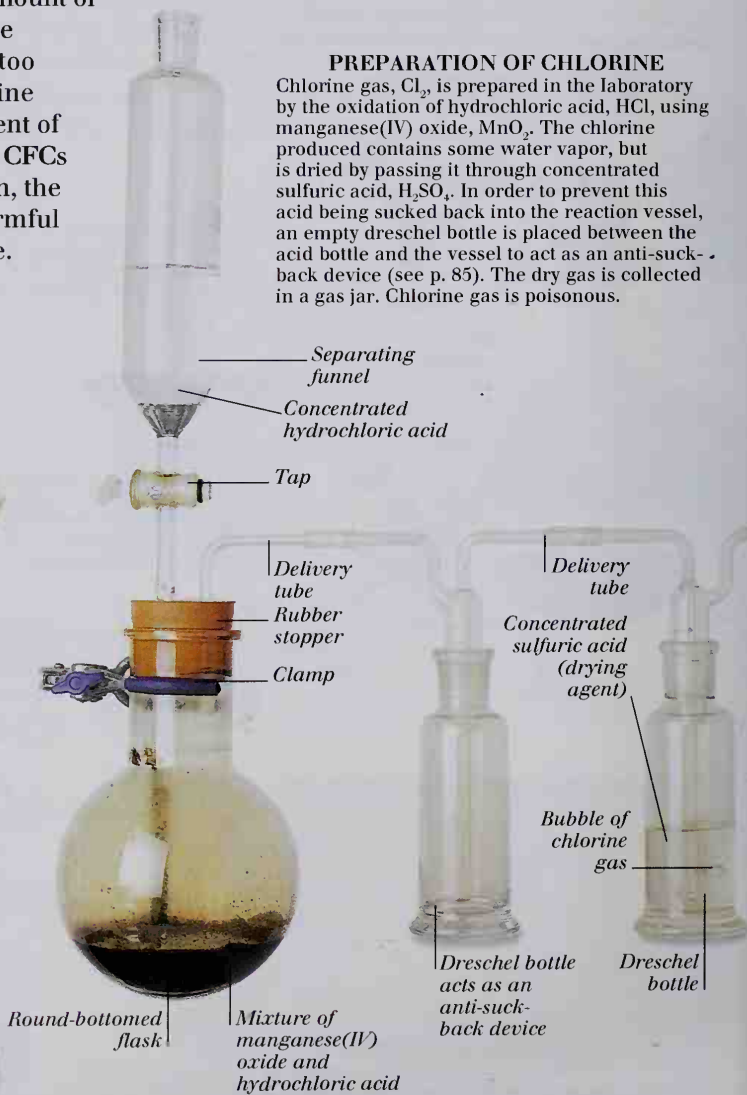 mount of
e
too
ine
ent of
CFCs
n, the
rmful
e.
PREPARATION OF CHLORINE
Chlorine gas, Cl₂, is prepared in the laboratory
by the oxidation of hydrochloric acid, HCl, using
manganese(IV) oxide, MnO₂. The chlorine
produced contains some water vapor, but
is dried by passing it through concentrated
sulfuric acid, H₂SO₄. In order to prevent this
acid being sucked back into the reaction vessel,
an empty dreschel bottle is placed between the
acid bottle and the vessel to act as an anti-suck-
back device (see p. 85). The dry gas is collected
in a gas jar. Chlorine gas is poisonous.
Separating
funnel
Concentrated
hydrochloric acid
Tap
Delivery
tube
Rubber
stopper
Clamp
Delivery
tube
Concentrated
sulfuric acid
(drying
agent)
Bubble of
chlorine
gas
Dreschel bottle
acts as an
anti-suck-
back device
Dreschel
bottle
Round-bottomed
flask
Mixture of
manganese(IV)
oxide and
hydrochloric acid